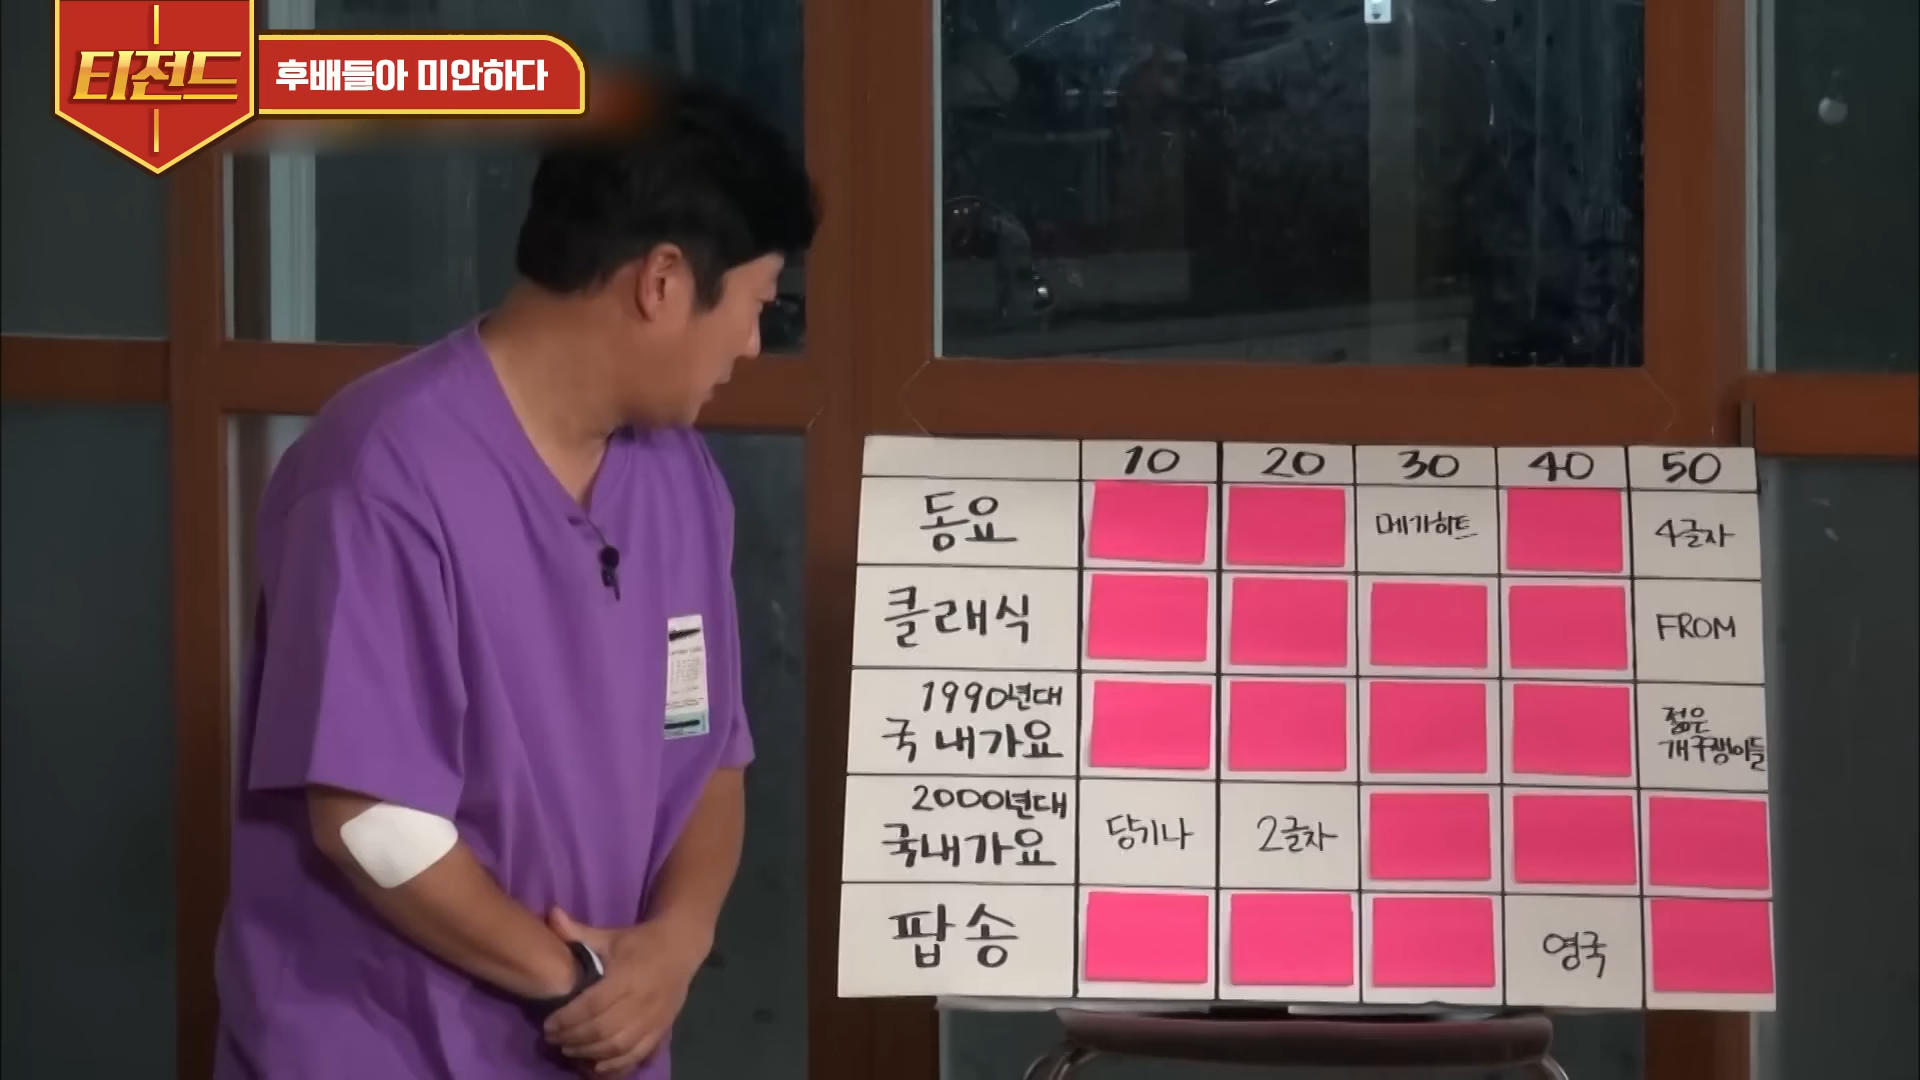 티전드
후배들아 미안하다
10 20 30 40 50
동요 메가히트 4글자
클래식 FROM
1990년대
국내가요
젊은
개구쟁이들
2000년대
국내가요
당기나 2글자
팝송 영국